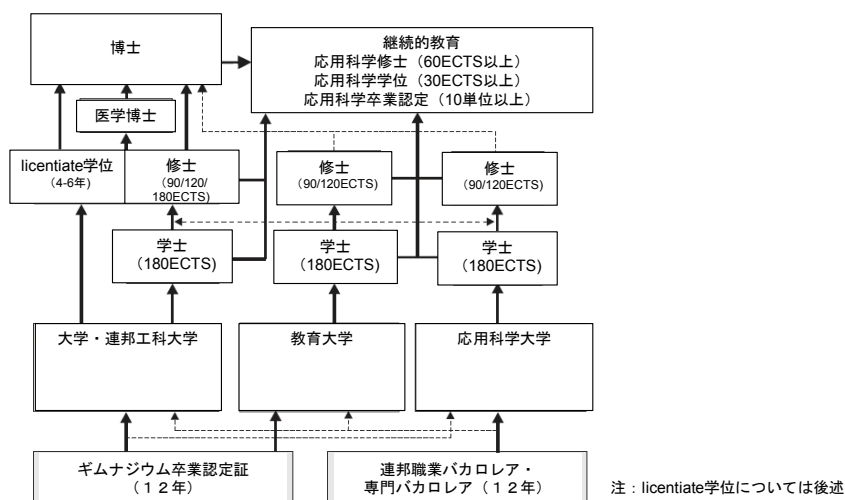 博士
継続的教育
応用科学修士（60ECTS以上）
応用科学学位（30ECTS以上）
応用科学卒業認定（10単位以上）
医学博士
licentiate学位
（4-6年）
修士
（90/120/
180ECTS)
修士
（90/120ECTS)
修士
（90/120ECTS)
学士
（180ECTS)
学士
（180ECTS)
学士
（180ECTS)
大学・連邦工科大学
教育大学
応用科学大学
ギムナジウム卒業認定証
（１２年）
連邦職業バカロレア・
専門バカロレア（１２年）
注：licentiate学位については後述